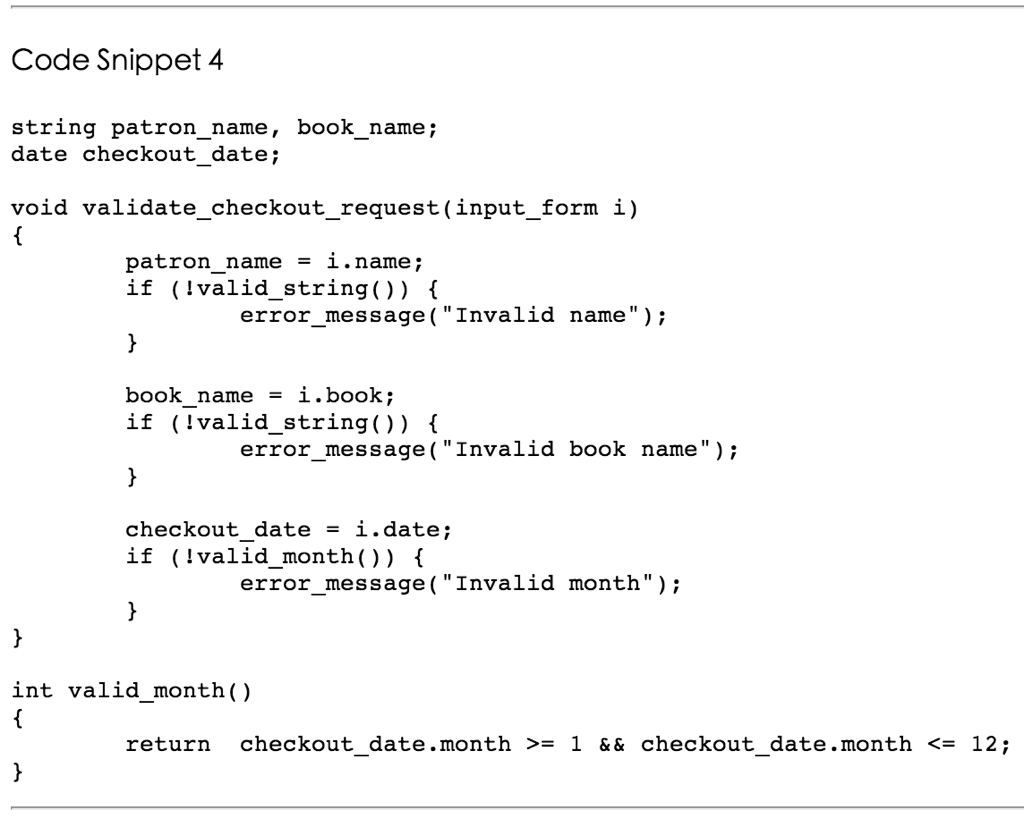 Code Snippet 4
string patron_name, book_name;
date checkout_date;
void validate_checkout_request(input_form i)
{
        patron_name = i.name;
        if (!valid_string()) {
                error_message("Invalid name");
        }
        book_name = i.book;
        if (!valid_string()) {
                error_message("Invalid book name");
        }
        checkout_date = i.date;
        if (!valid_month()) {
                error_message("Invalid month");
        }
}
int valid_month()
{
        return  checkout_date.month >= 1 && checkout_date.month <= 12;
}